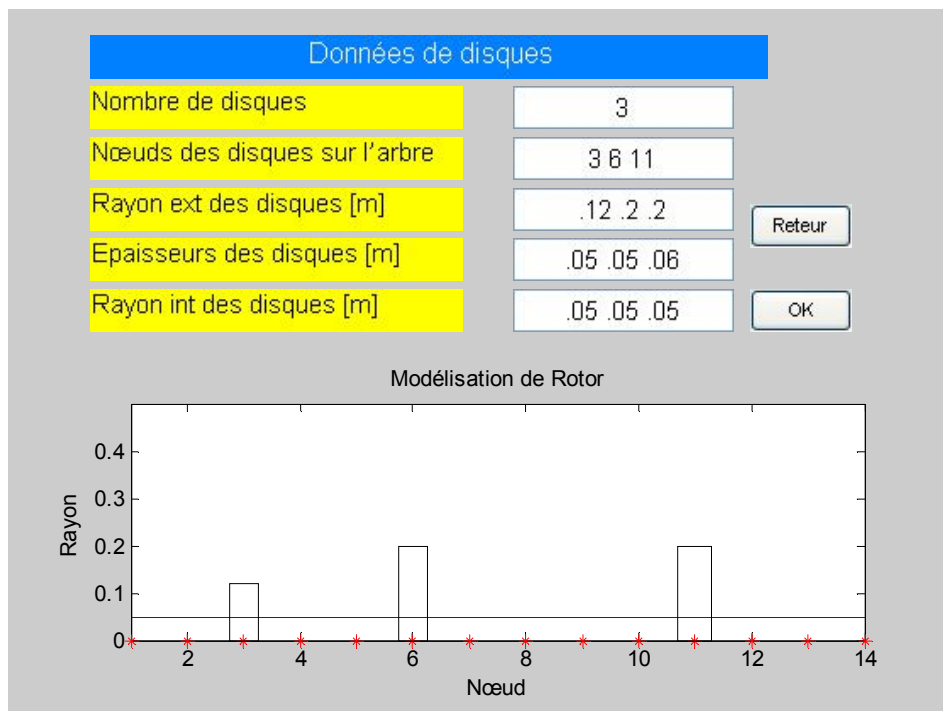 Données de disques
Nombre de disques
3
Nœuds des disques sur l'arbre
3 6 11
Rayon ext des disques [m]
.12 .2 .2
Reteur
Epaisseurs des disques [m]
.05 .05 .06
Rayon int des disques [m]
.05 .05 .05
OK
Modélisation de Rotor
0.4
0.3
0.2
0.1
0
Rayon
2 4 6 8 10 12 14
Nœud